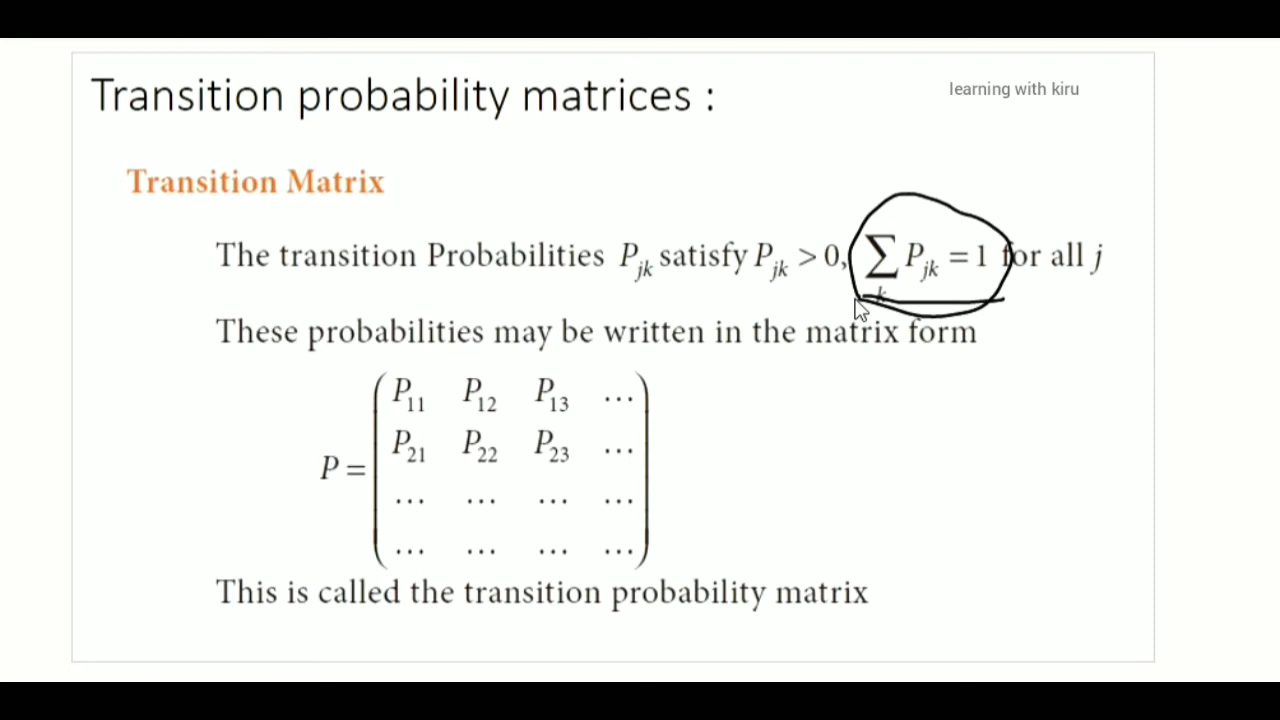 Transition probability matrices :
learning with kiru
Transition Matrix
The transition Probabilities P_jk satisfy P_jk > 0, ∑_k P_jk = 1 for all j
These probabilities may be written in the matrix form
P_11 P_12 P_13 ...
P_21 P_22 P_23 ...
P =
... ... ... ...
... ... ... ...
This is called the transition probability matrix